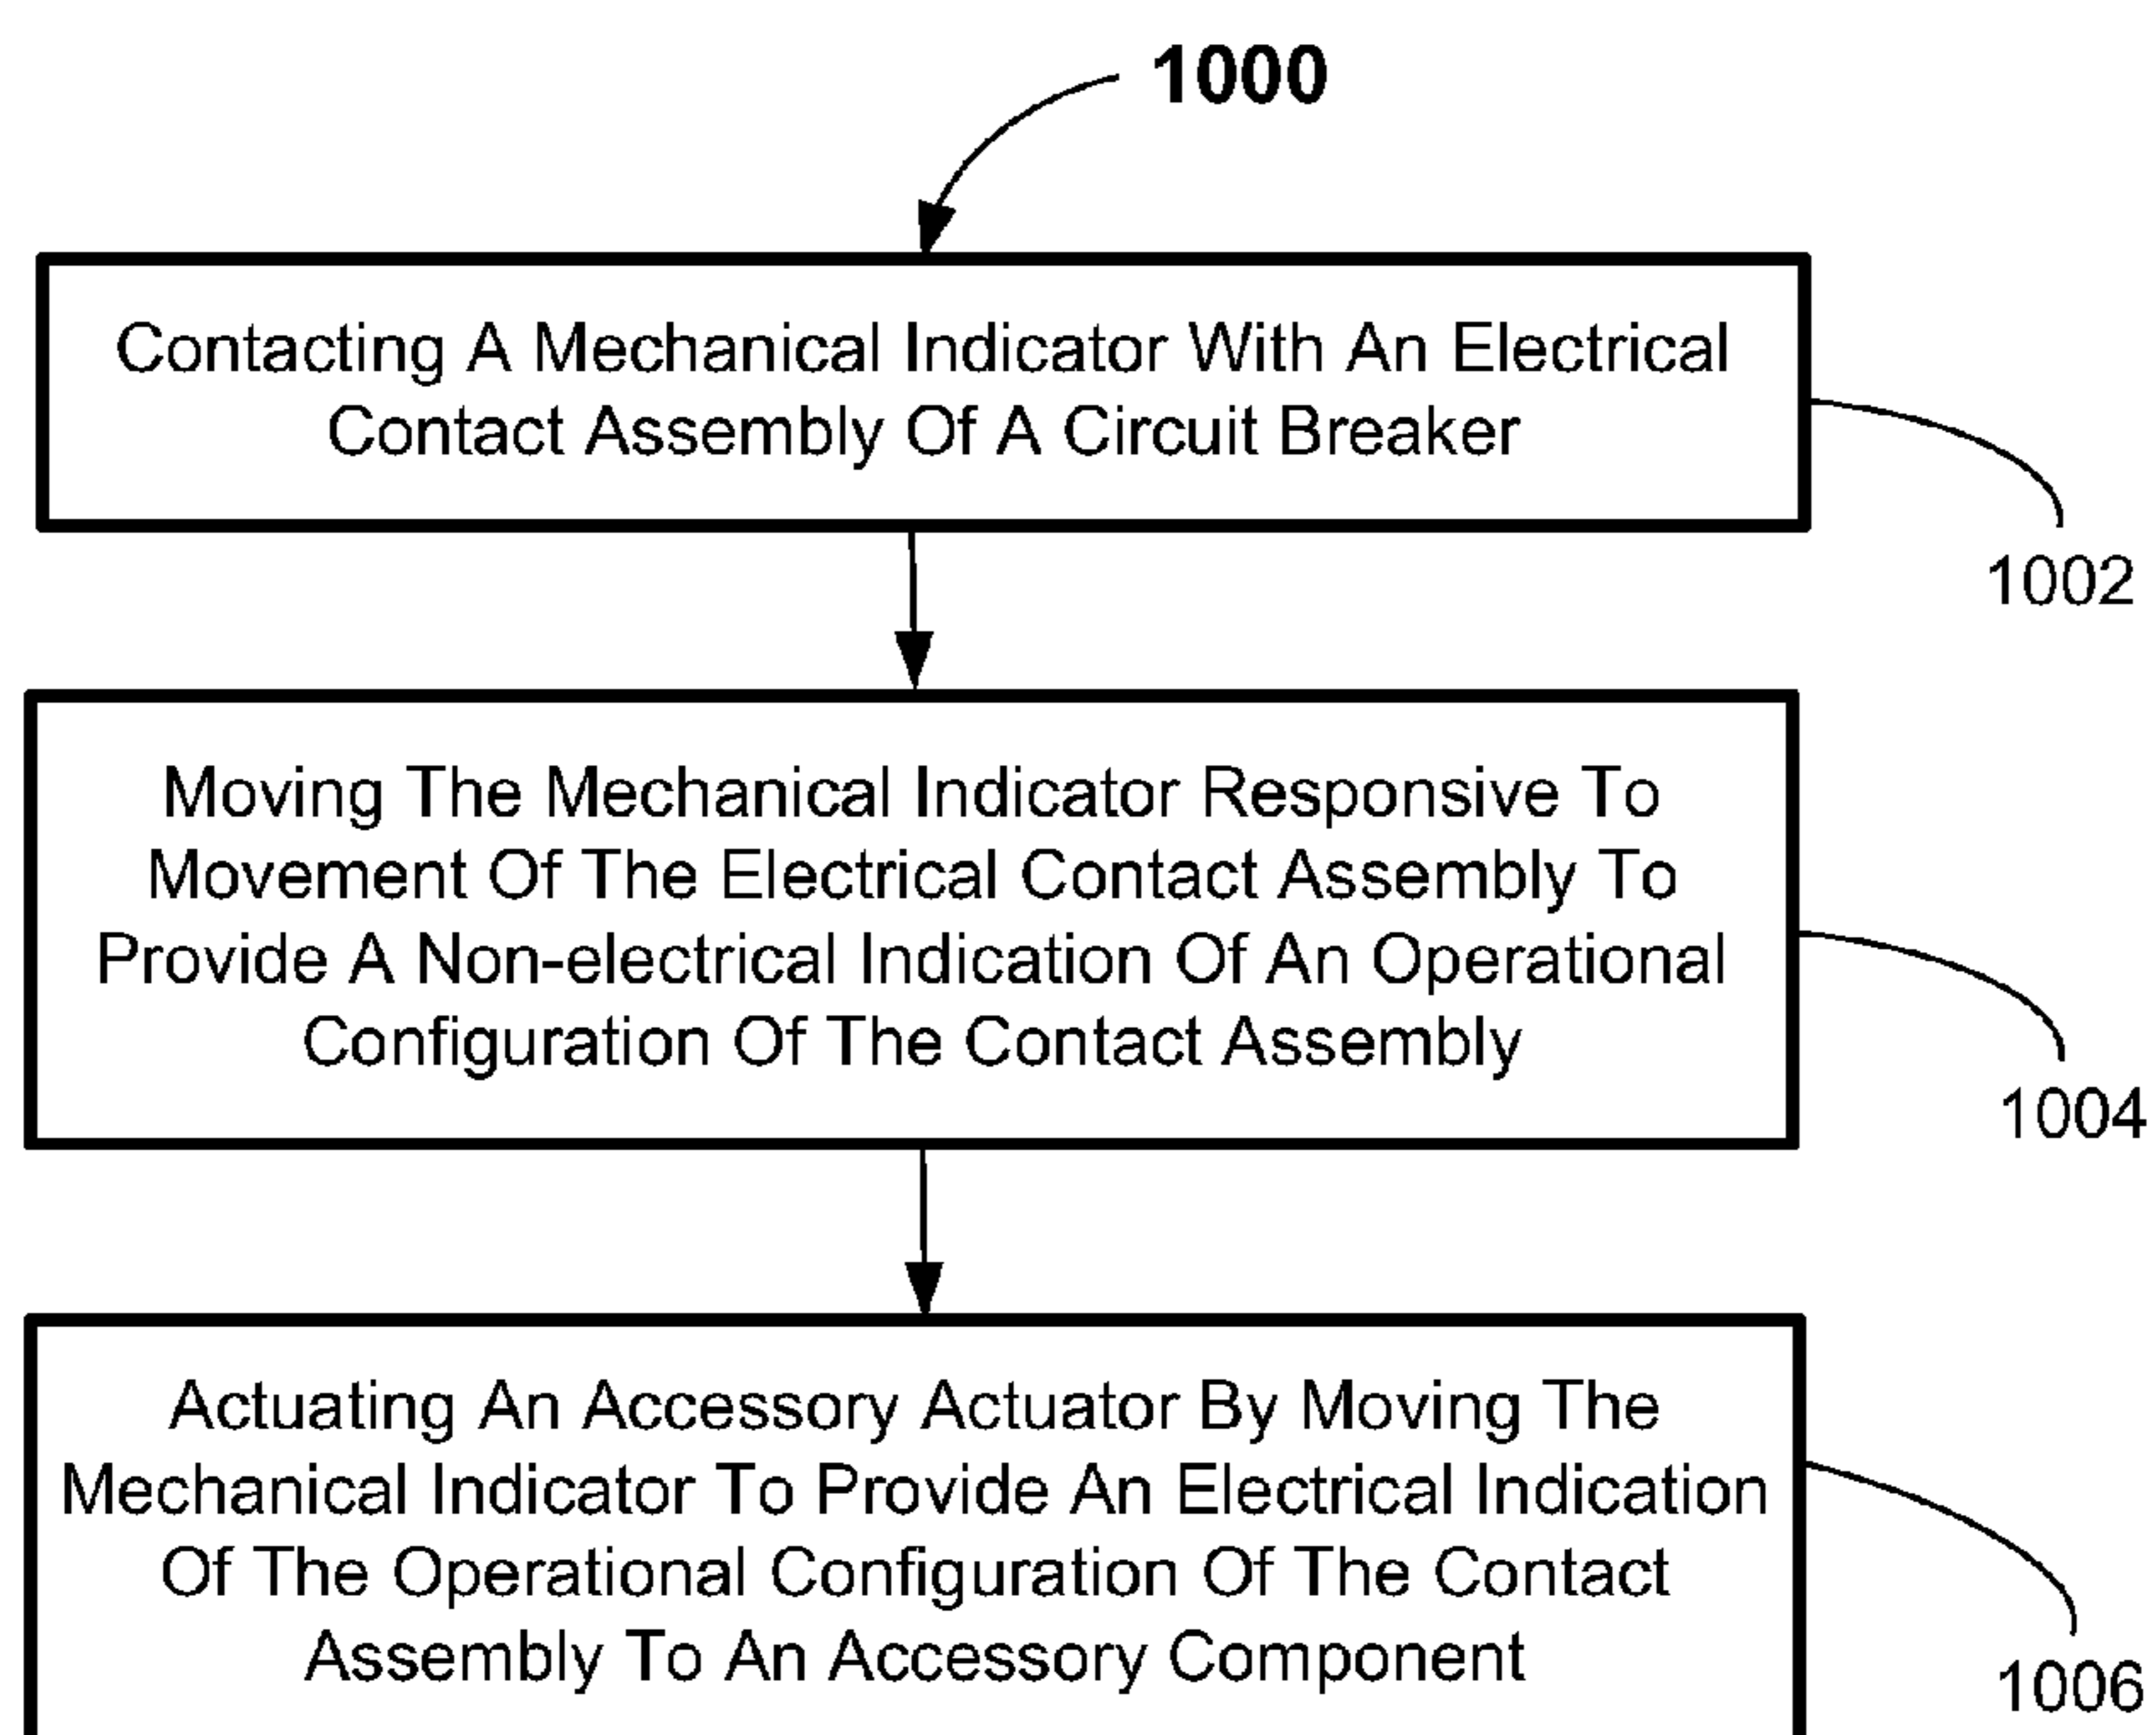 1000
Contacting A Mechanical Indicator With An Electrical
Contact Assembly Of A Circuit Breaker
1002
Moving The Mechanical Indicator Responsive To
Movement Of The Electrical Contact Assembly To
Provide A Non-electrical Indication Of An Operational
Configuration Of The Contact Assembly
1004
Actuating An Accessory Actuator By Moving The
Mechanical Indicator To Provide An Electrical Indication
Of The Operational Configuration Of The Contact
Assembly To An Accessory Component
1006